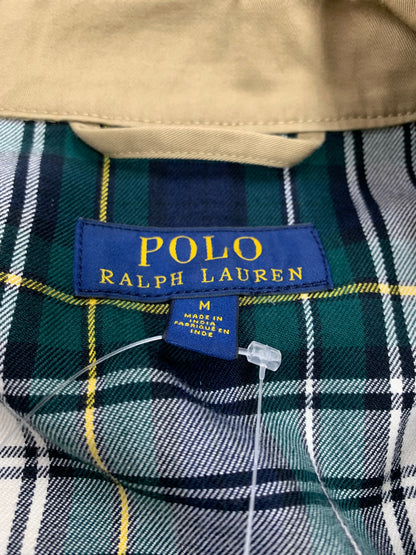 POLO
RALPH LAUREN
M
MADE IN
INDIA
FABRIQUÉ EN
INDE